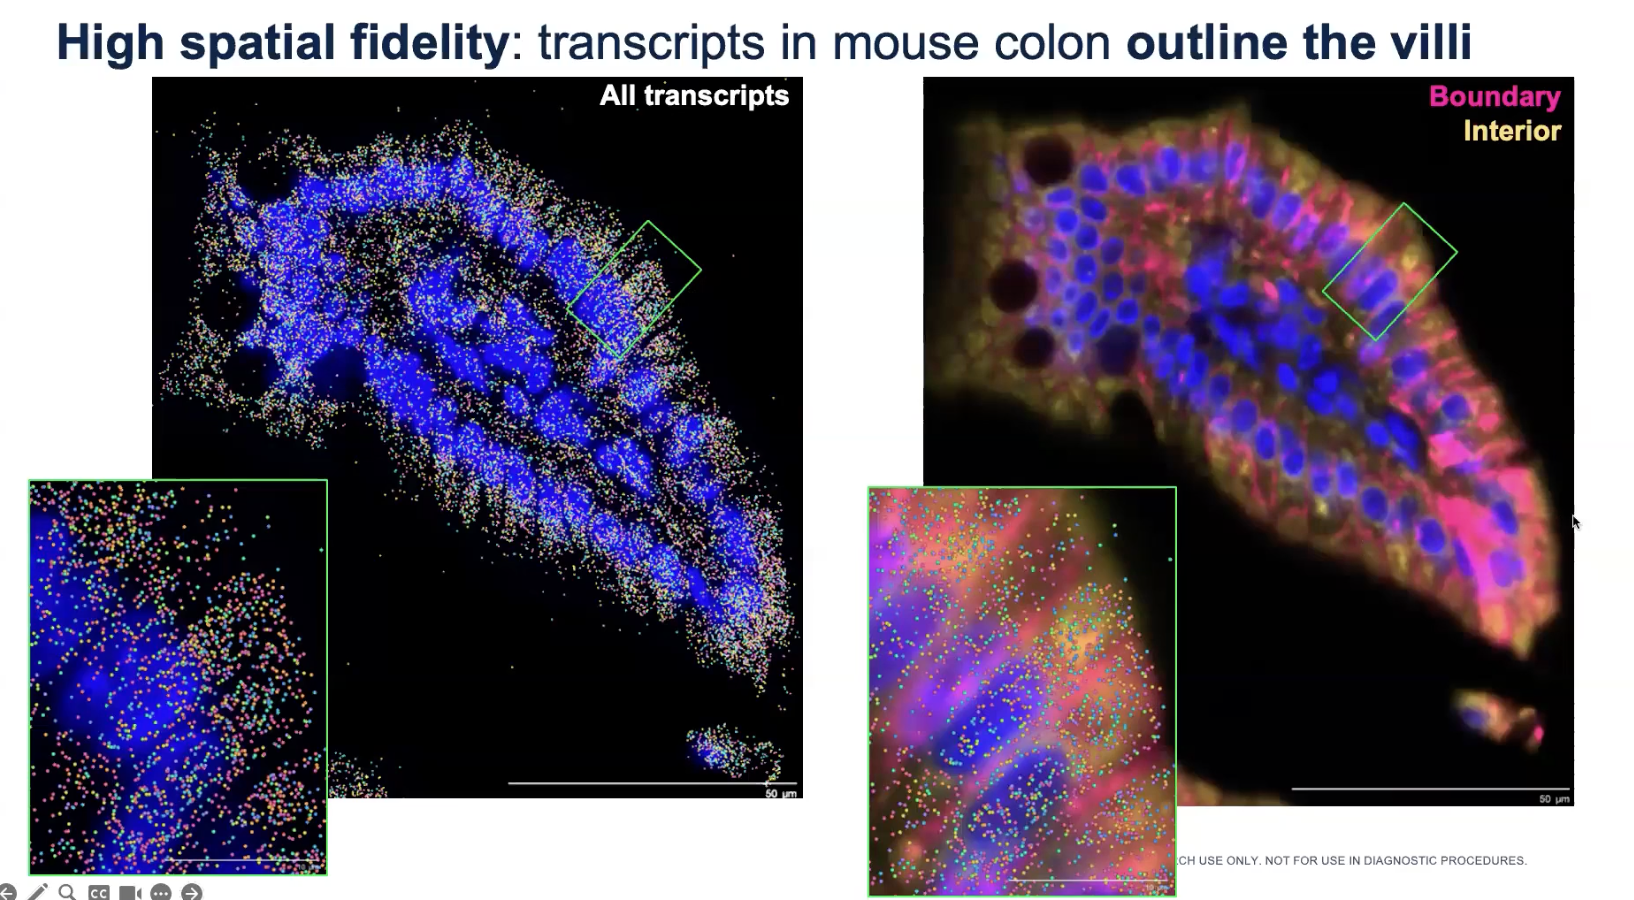 High spatial fidelity: transcripts in mouse colon outline the villi
All transcripts
Boundary
Interior
50 µm
50 µm
CH USE ONLY. NOT FOR USE IN DIAGNOSTIC PROCEDURES.
CC